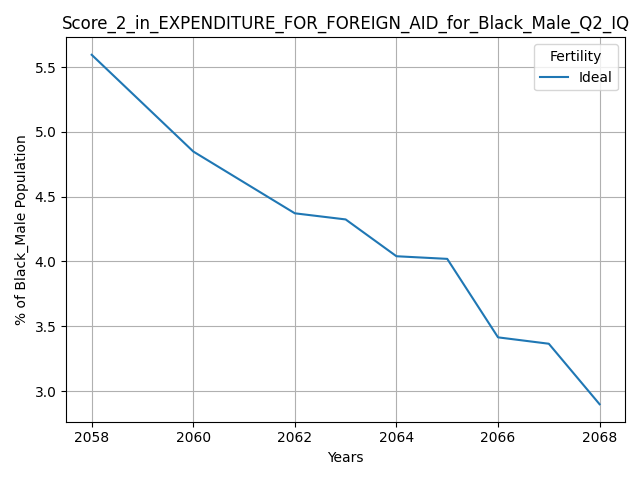 Score_2_in_EXPENDITURE_FOR_FOREIGN_AID_for_Black_Male_Q2_IQ
Fertility
Ideal
% of Black_Male Population
5.5
5.0
4.5
4.0
3.5
3.0
2058 2060 2062 2064 2066 2068
Years